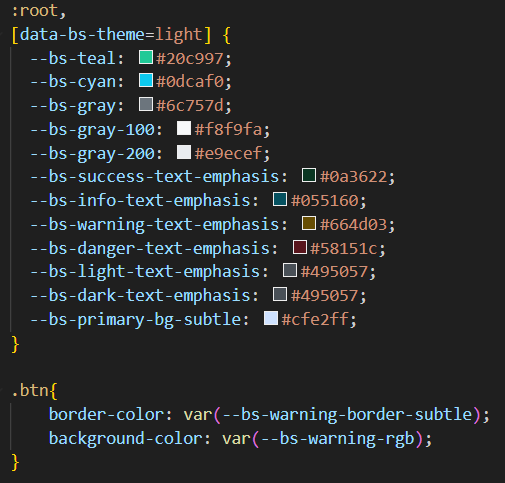 :root,
[data-bs-theme=light] {
--bs-teal: #20c997;
--bs-cyan: #0dcaf0;
--bs-gray: #6c757d;
--bs-gray-100: #f8f9fa;
--bs-gray-200: #e9ecef;
--bs-success-text-emphasis: #0a3622;
--bs-info-text-emphasis: #055160;
--bs-warning-text-emphasis: #664d03;
--bs-danger-text-emphasis: #58151c;
--bs-light-text-emphasis: #495057;
--bs-dark-text-emphasis: #495057;
--bs-primary-bg-subtle: #cfe2ff;
}
.btn{
border-color: var(--bs-warning-border-subtle);
background-color: var(--bs-warning-rgb);
}